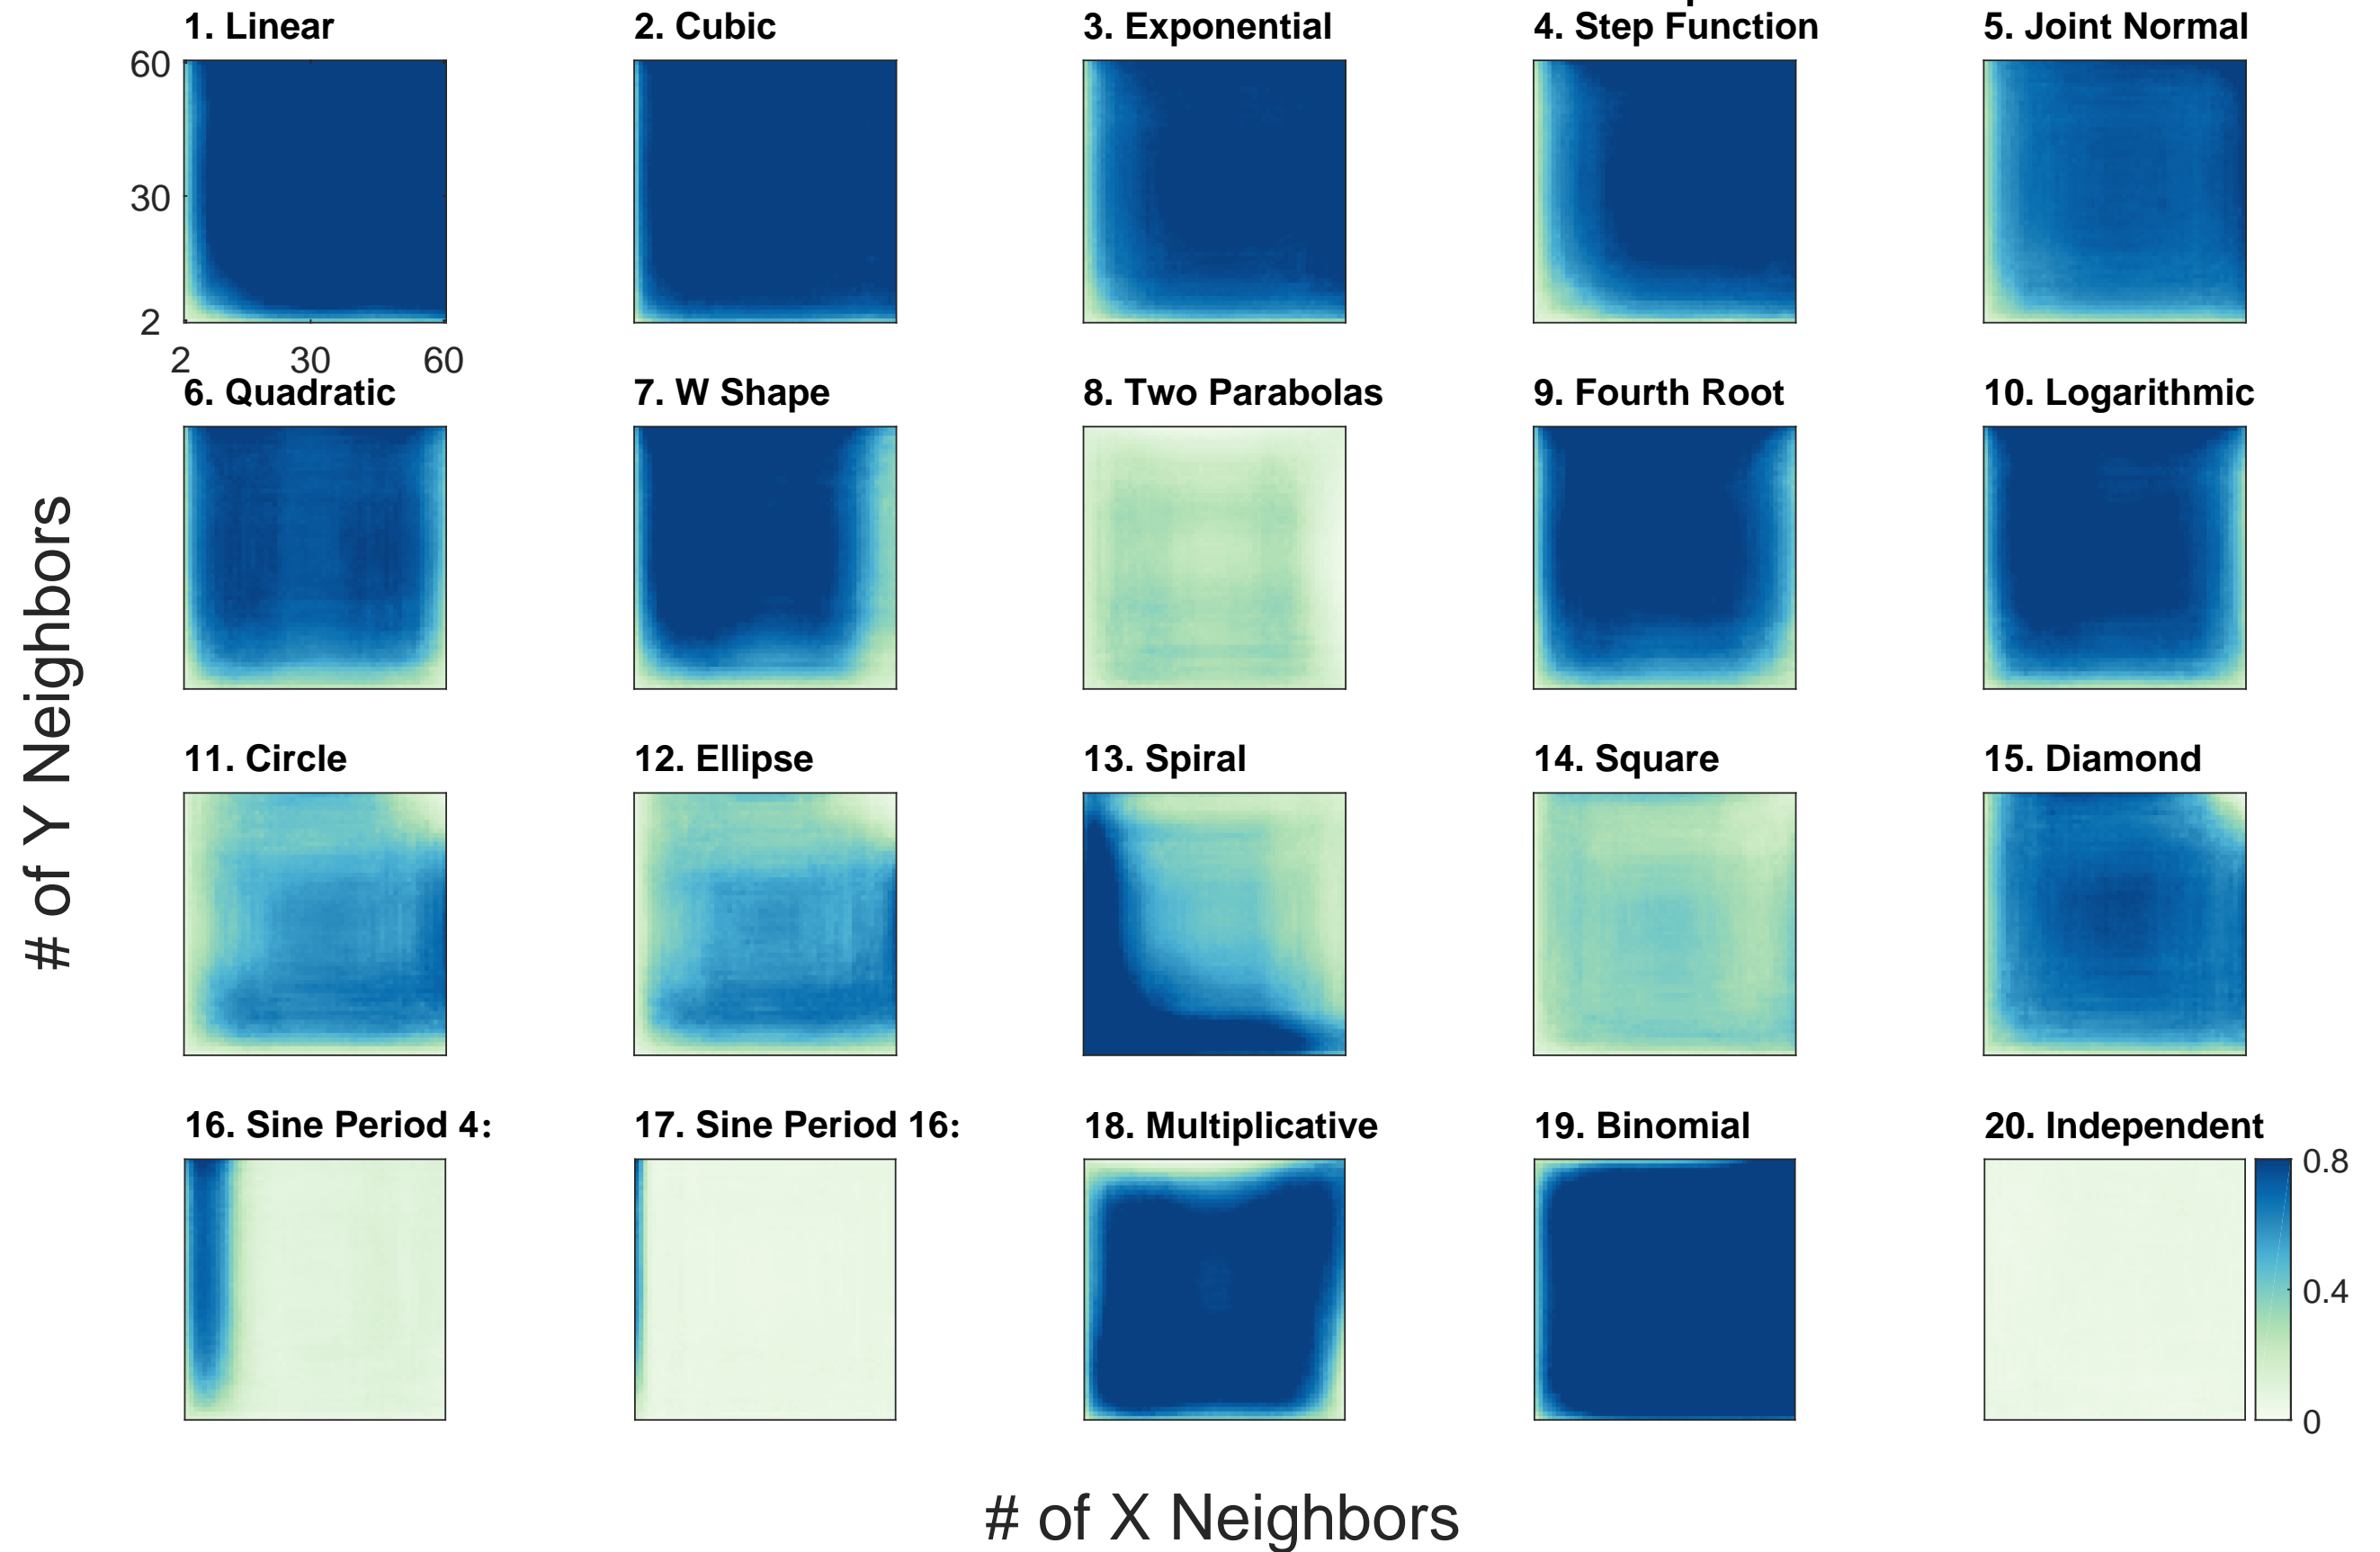 1. Linear
2. Cubic
3. Exponential
4. Step Function
5. Joint Normal
60
30
2
2 30 60
6. Quadratic
7. W Shape
8. Two Parabolas
9. Fourth Root
10. Logarithmic
# of Y Neighbors
11. Circle
12. Ellipse
13. Spiral
14. Square
15. Diamond
16. Sine Period 4:
17. Sine Period 16:
18. Multiplicative
19. Binomial
20. Independent
0.8
0.4
0
# of X Neighbors